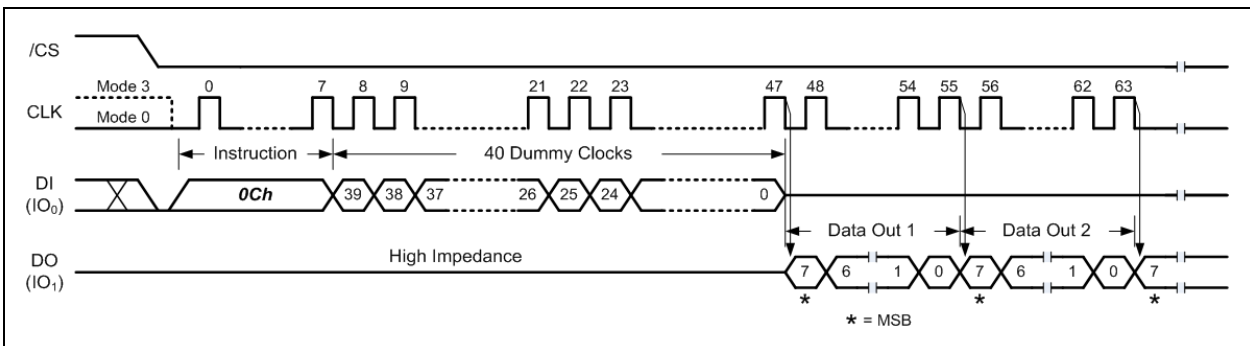 /CS
Mode 3 0 7 8 9 21 22 23 47 48 54 55 56 62 63
CLK
Mode 0
Instruction 40 Dummy Clocks
DI
(IO₀)
0Ch 39 38 37 26 25 24 0
Data Out 1 Data Out 2
DO
(IO₁)
High Impedance
7 6 1 0 7 6 1 0 7
* * *
* = MSB